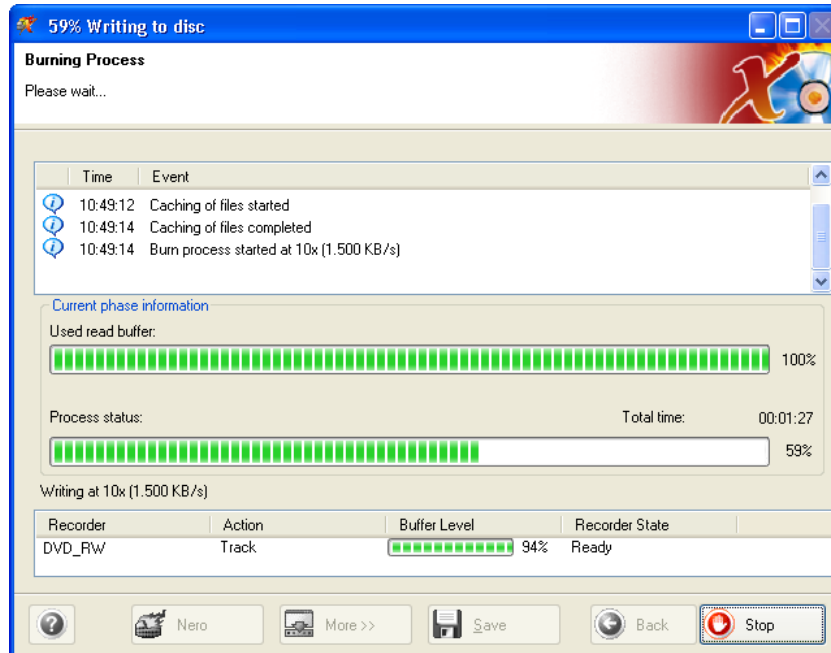 59% Writing to disc
Burning Process
Please wait...
Time Event
10:49:12 Caching of files started
10:49:14 Caching of files completed
10:49:14 Burn process started at 10x (1.500 KB/s)
Current phase information
Used read buffer:
100%
Process status: Total time: 00:01:27
59%
Writing at 10x (1.500 KB/s)
Recorder Action Buffer Level Recorder State
DVD_RW Track 94% Ready
Nero More >> Save Back Stop